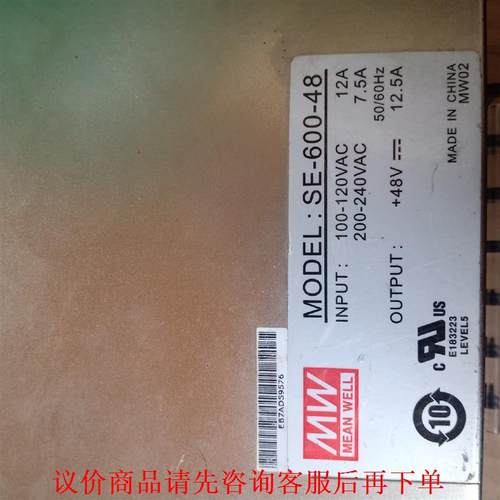 MODEL : SE-600-48
INPUT : 100-120VAC 12A
200-240VAC 7.5A
50/60Hz
OUTPUT : +48V 12.5A
MW
MEAN WELL
10
C US
E183223
LEVEL5
MADE IN CHINA
MW02
EB7AD59576
议价商品请先咨询客服后再下单